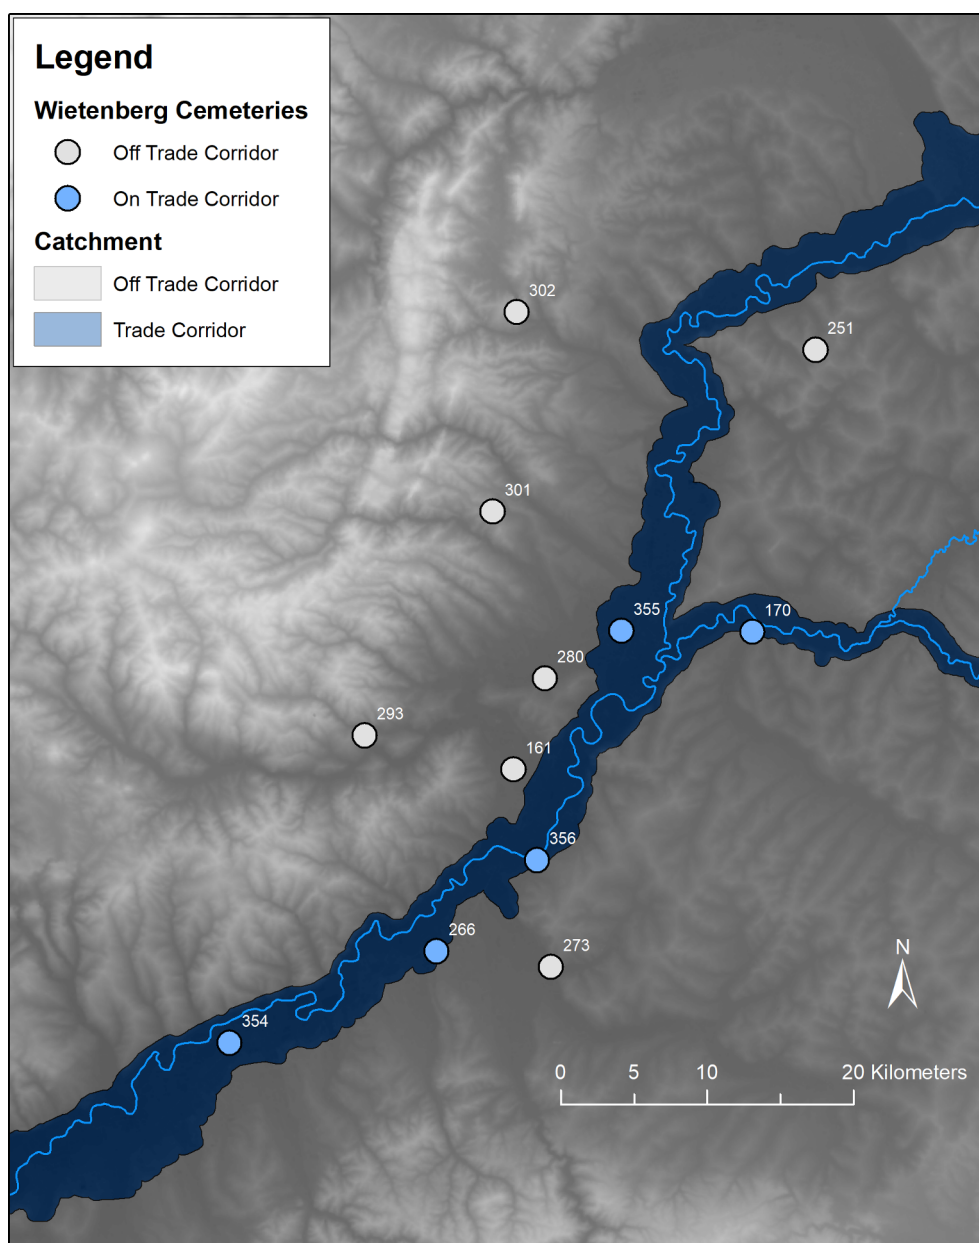 Legend
Wietenberg Cemeteries
Off Trade Corridor
On Trade Corridor
Catchment
Off Trade Corridor
Trade Corridor
302
251
301
355
170
280
293
161
356
266
273
N
354
0 5 10 20 Kilometers